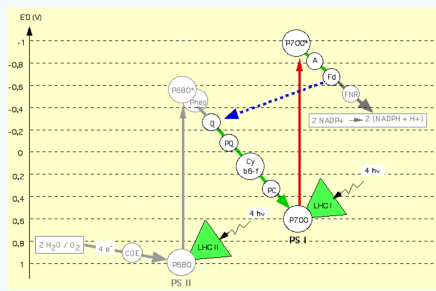 E'0 (V)
-1
-0,8
-0,6
-0,4
-0,2
0
0,2
0,4
0,6
0,8
1
P700*
A
Fd
FNR
2 NADP+ → 2 (NADPH + H+)
P680*
Pheo
Q
PQ
Cy
b6-f
PC
4 hν
LHC I
P700
PS I
4 hν
LHC II
2 H₂O / O₂
4 e⁻
COE
P680
PS II